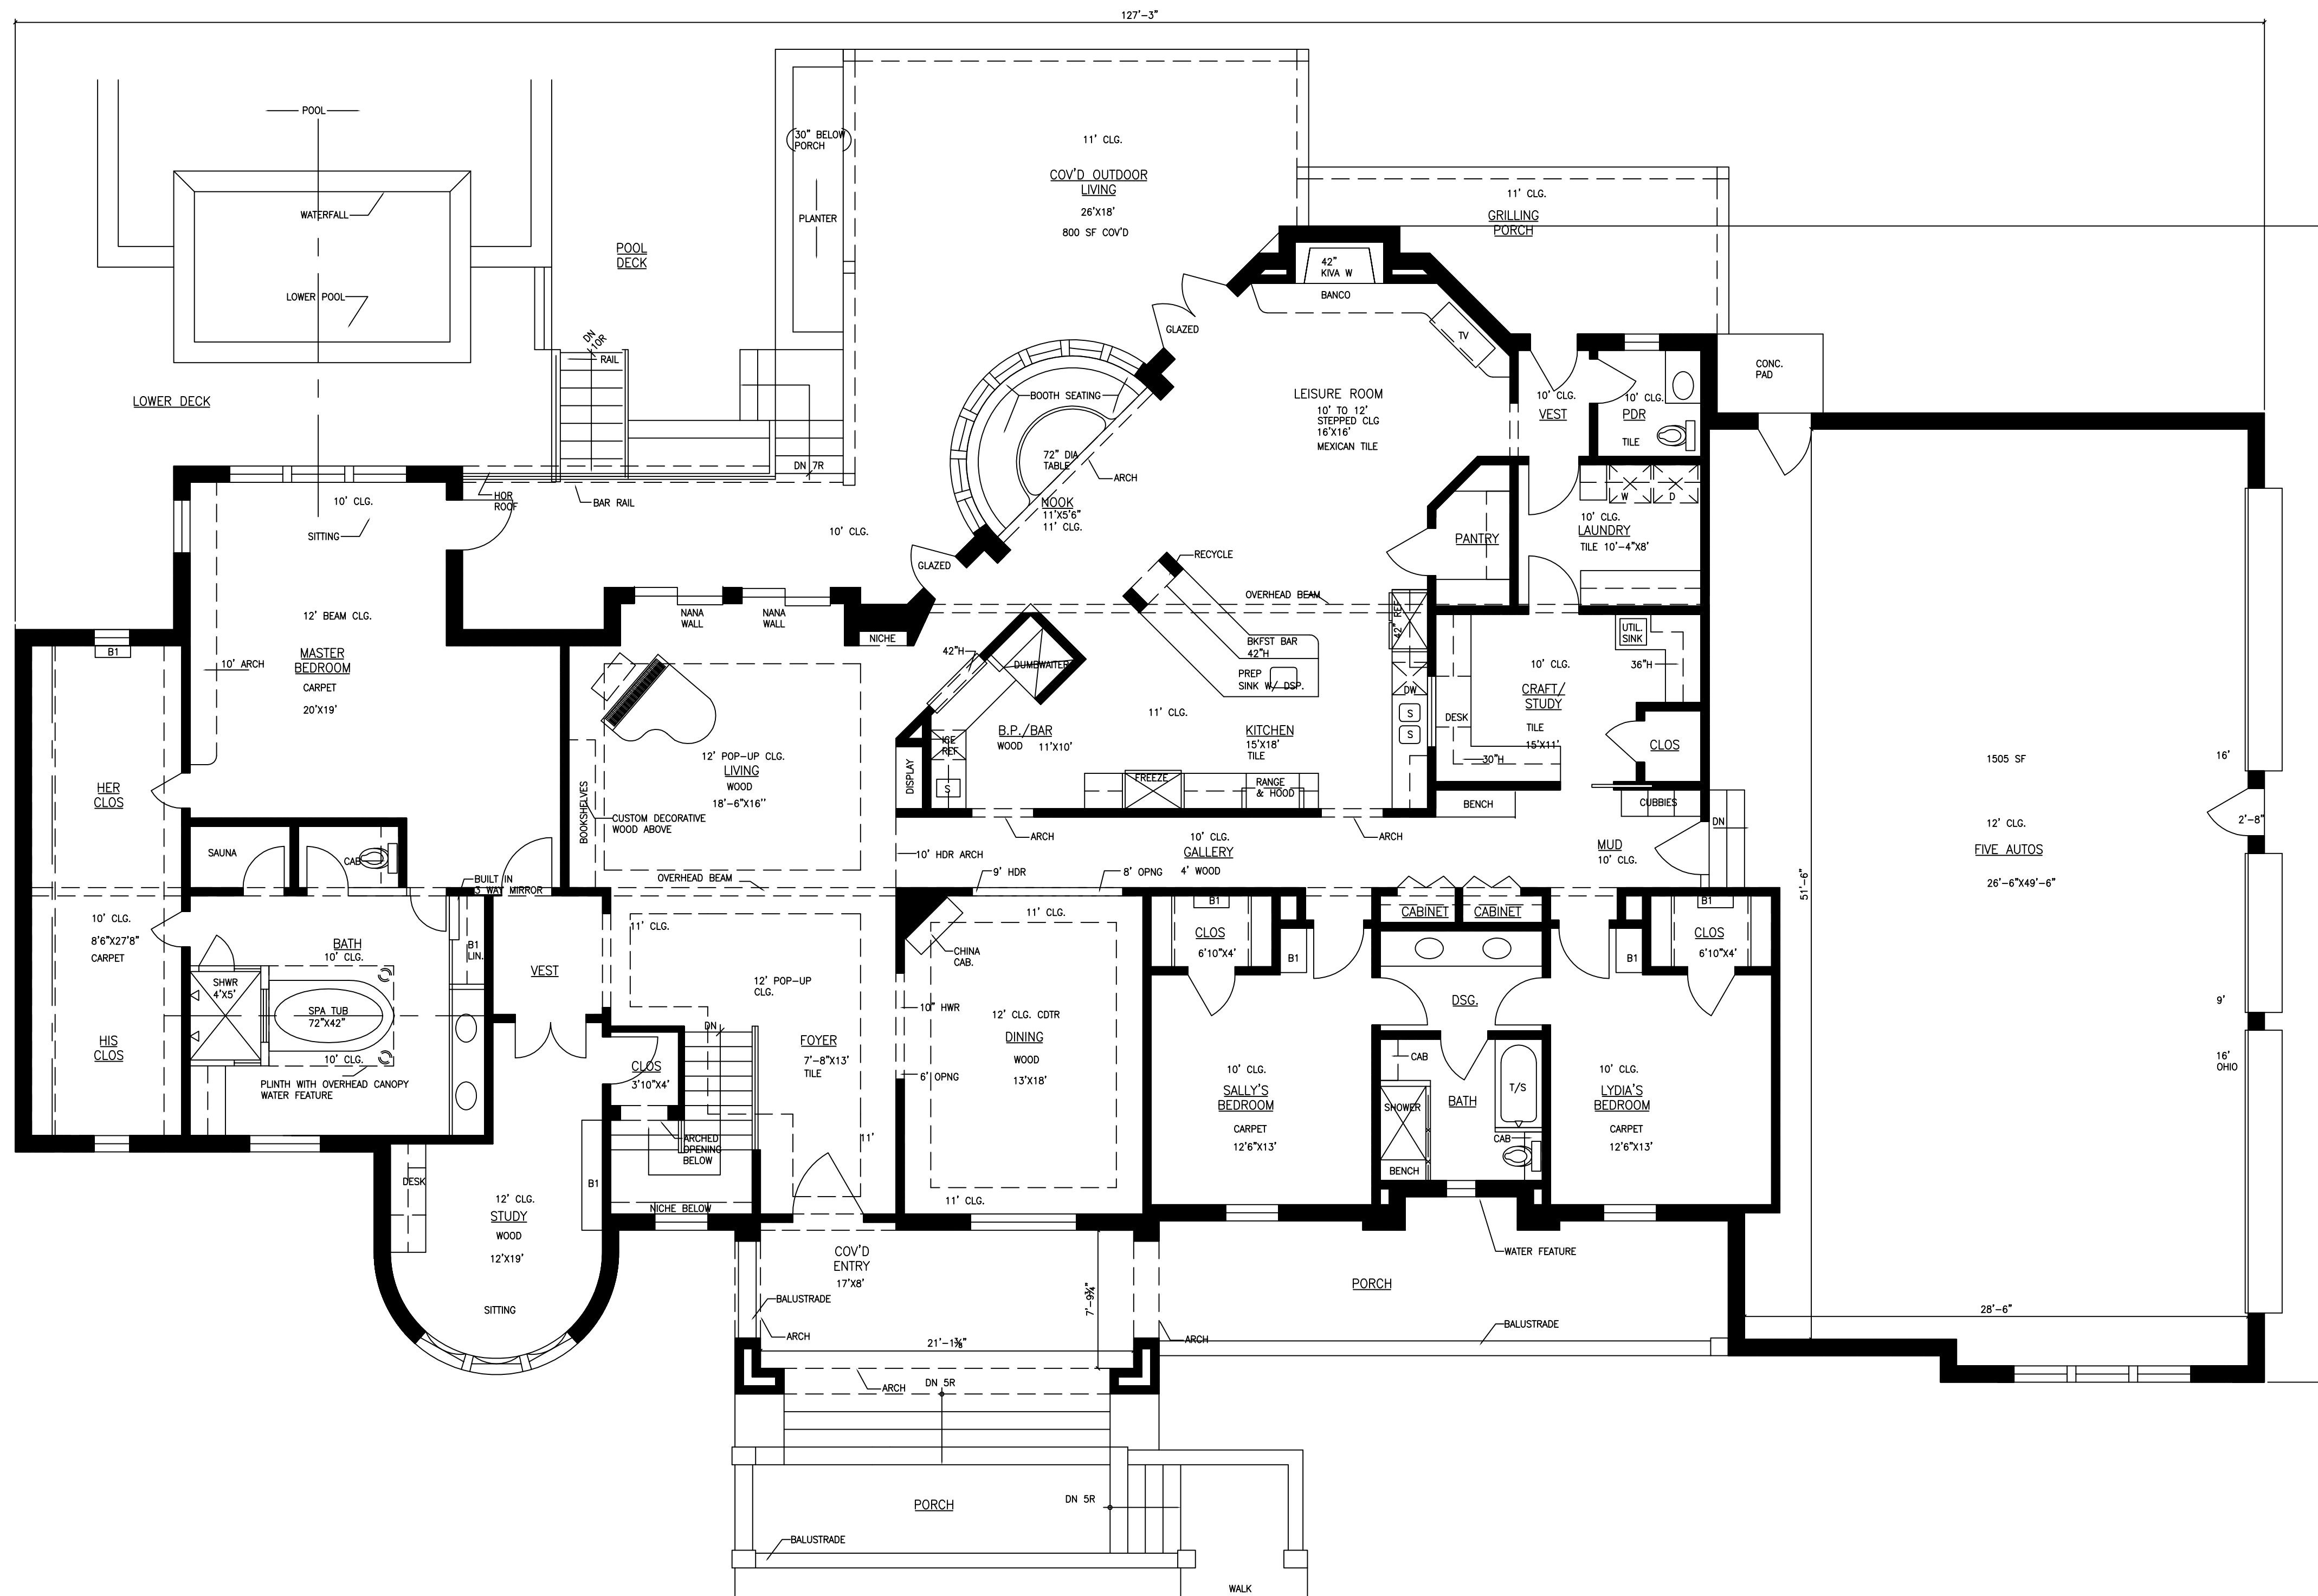 127'-3"
POOL
WATERFALL
LOWER POOL
LOWER DECK
POOL
DECK
30" BELOW
PORCH
PLANTER
11' CLG.
COV'D OUTDOOR
LIVING
26'X18'
800 SF COV'D
11' CLG.
GRILLING
PORCH
DN
10R
RAIL
DN 7R
HOR
ROOF
BAR RAIL
10' CLG.
GLAZED
GLAZED
42"
KIVA W
BANCO
TV
BOOTH SEATING
72" DIA
TABLE
ARCH
NOOK
11'X5'6"
11' CLG.
LEISURE ROOM
10' TO 12'
STEPPED CLG
16'X16'
MEXICAN TILE
10' CLG.
VEST
10' CLG.
PDR
TILE
CONC.
PAD
PANTRY
W
D
10' CLG.
LAUNDRY
TILE 10'-4"X8'
RECYCLE
OVERHEAD BEAM
42" REF
BKFST BAR
42"H
PREP
SINK W/ DSP.
DW
S
S
11' CLG.
KITCHEN
15'X18'
TILE
FREEZE
RANGE
& HOOD
42"H
DUMBWAITER
B.P./BAR
WOOD 11'X10'
ICE
REF
S
DISPLAY
NICHE
NANA
WALL
NANA
WALL
12' POP-UP CLG.
LIVING
WOOD
18'-6"X16''
BOOKSHELVES
CUSTOM DECORATIVE
WOOD ABOVE
10' CLG.
SITTING
12' BEAM CLG.
MASTER
BEDROOM
CARPET
20'X19'
10' ARCH
B1
HER
CLOS
SAUNA
CAB
BUILT IN
3 WAY MIRROR
10' CLG.
8'6"X27'8"
CARPET
HIS
CLOS
BATH
10' CLG.
SHWR
4'X5'
SPA TUB
72"X42"
10' CLG.
PLINTH WITH OVERHEAD CANOPY
WATER FEATURE
B1
LIN.
VEST
UTIL.
SINK
36"H
10' CLG.
CRAFT/
STUDY
TILE
15'X11'
DESK
30"H
CLOS
BENCH
CUBBIES
DN
MUD
10' CLG.
ARCH
ARCH
10' CLG.
GALLERY
4' WOOD
10' HDR ARCH
9' HDR
8' OPNG
OVERHEAD BEAM
11' CLG.
12' POP-UP
CLG.
DN
FOYER
7'-8"X13'
TILE
11'
CLOS
3'10"X4'
ARCHED
OPENING
BELOW
NICHE BELOW
B1
DESK
12' CLG.
STUDY
WOOD
12'X19'
SITTING
11' CLG.
CHINA
CAB.
10" HWR
6' OPNG
12' CLG. CDTR
DINING
WOOD
13'X18'
11' CLG.
B1
CLOS
6'10"X4'
B1
CABINET
CABINET
DSG.
B1
CLOS
6'10"X4'
B1
10' CLG.
SALLY'S
BEDROOM
CARPET
12'6"X13'
CAB
SHOWER
BENCH
BATH
T/S
CAB
10' CLG.
LYDIA'S
BEDROOM
CARPET
12'6"X13'
WATER FEATURE
1505 SF
12' CLG.
FIVE AUTOS
26'-6"X49'-6"
51'-6"
16'
2'-8"
9'
16'
OHIO
28'-6"
COV'D
ENTRY
17'X8'
7'-9¾"
BALUSTRADE
ARCH
21'-1⅜"
ARCH
ARCH
DN 5R
PORCH
BALUSTRADE
PORCH
DN 5R
BALUSTRADE
WALK